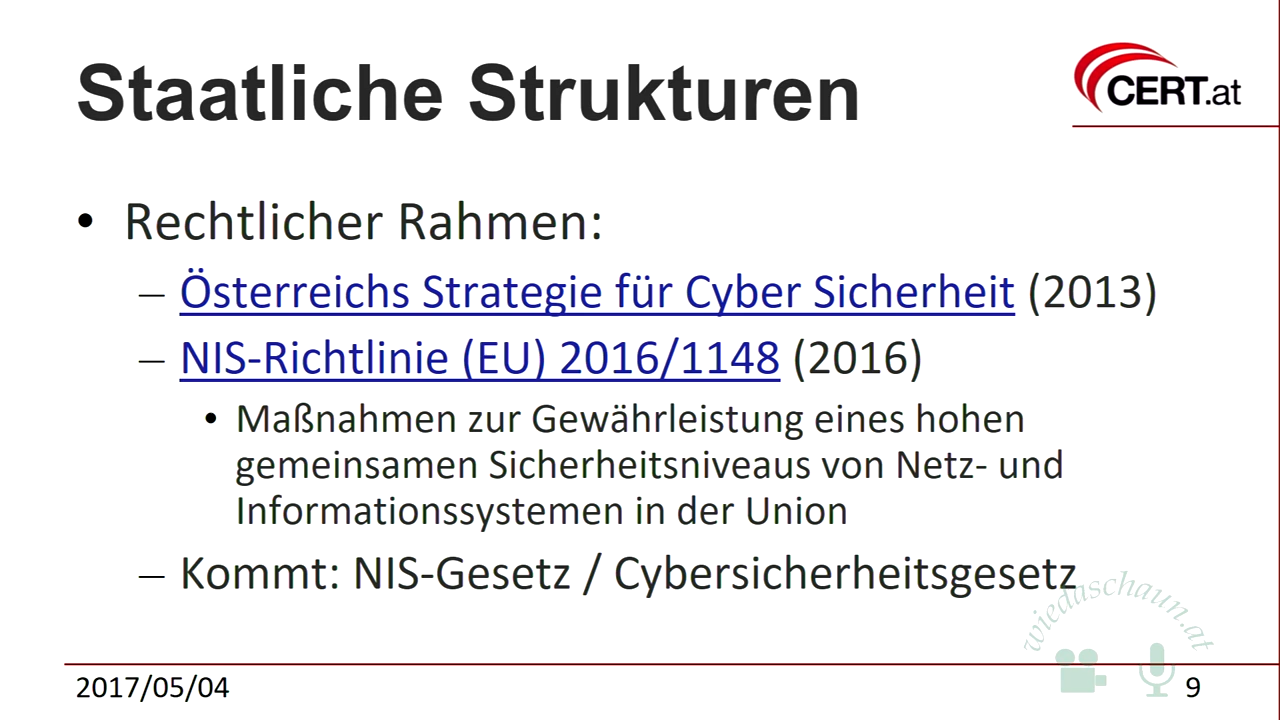 Staatliche Strukturen
CERT.at
• Rechtlicher Rahmen:
– Österreichs Strategie für Cyber Sicherheit (2013)
– NIS-Richtlinie (EU) 2016/1148 (2016)
• Maßnahmen zur Gewährleistung eines hohen
gemeinsamen Sicherheitsniveaus von Netz- und
Informationssystemen in der Union
– Kommt: NIS-Gesetz / Cybersicherheitsgesetz
wiedaschaun.at
2017/05/04
9